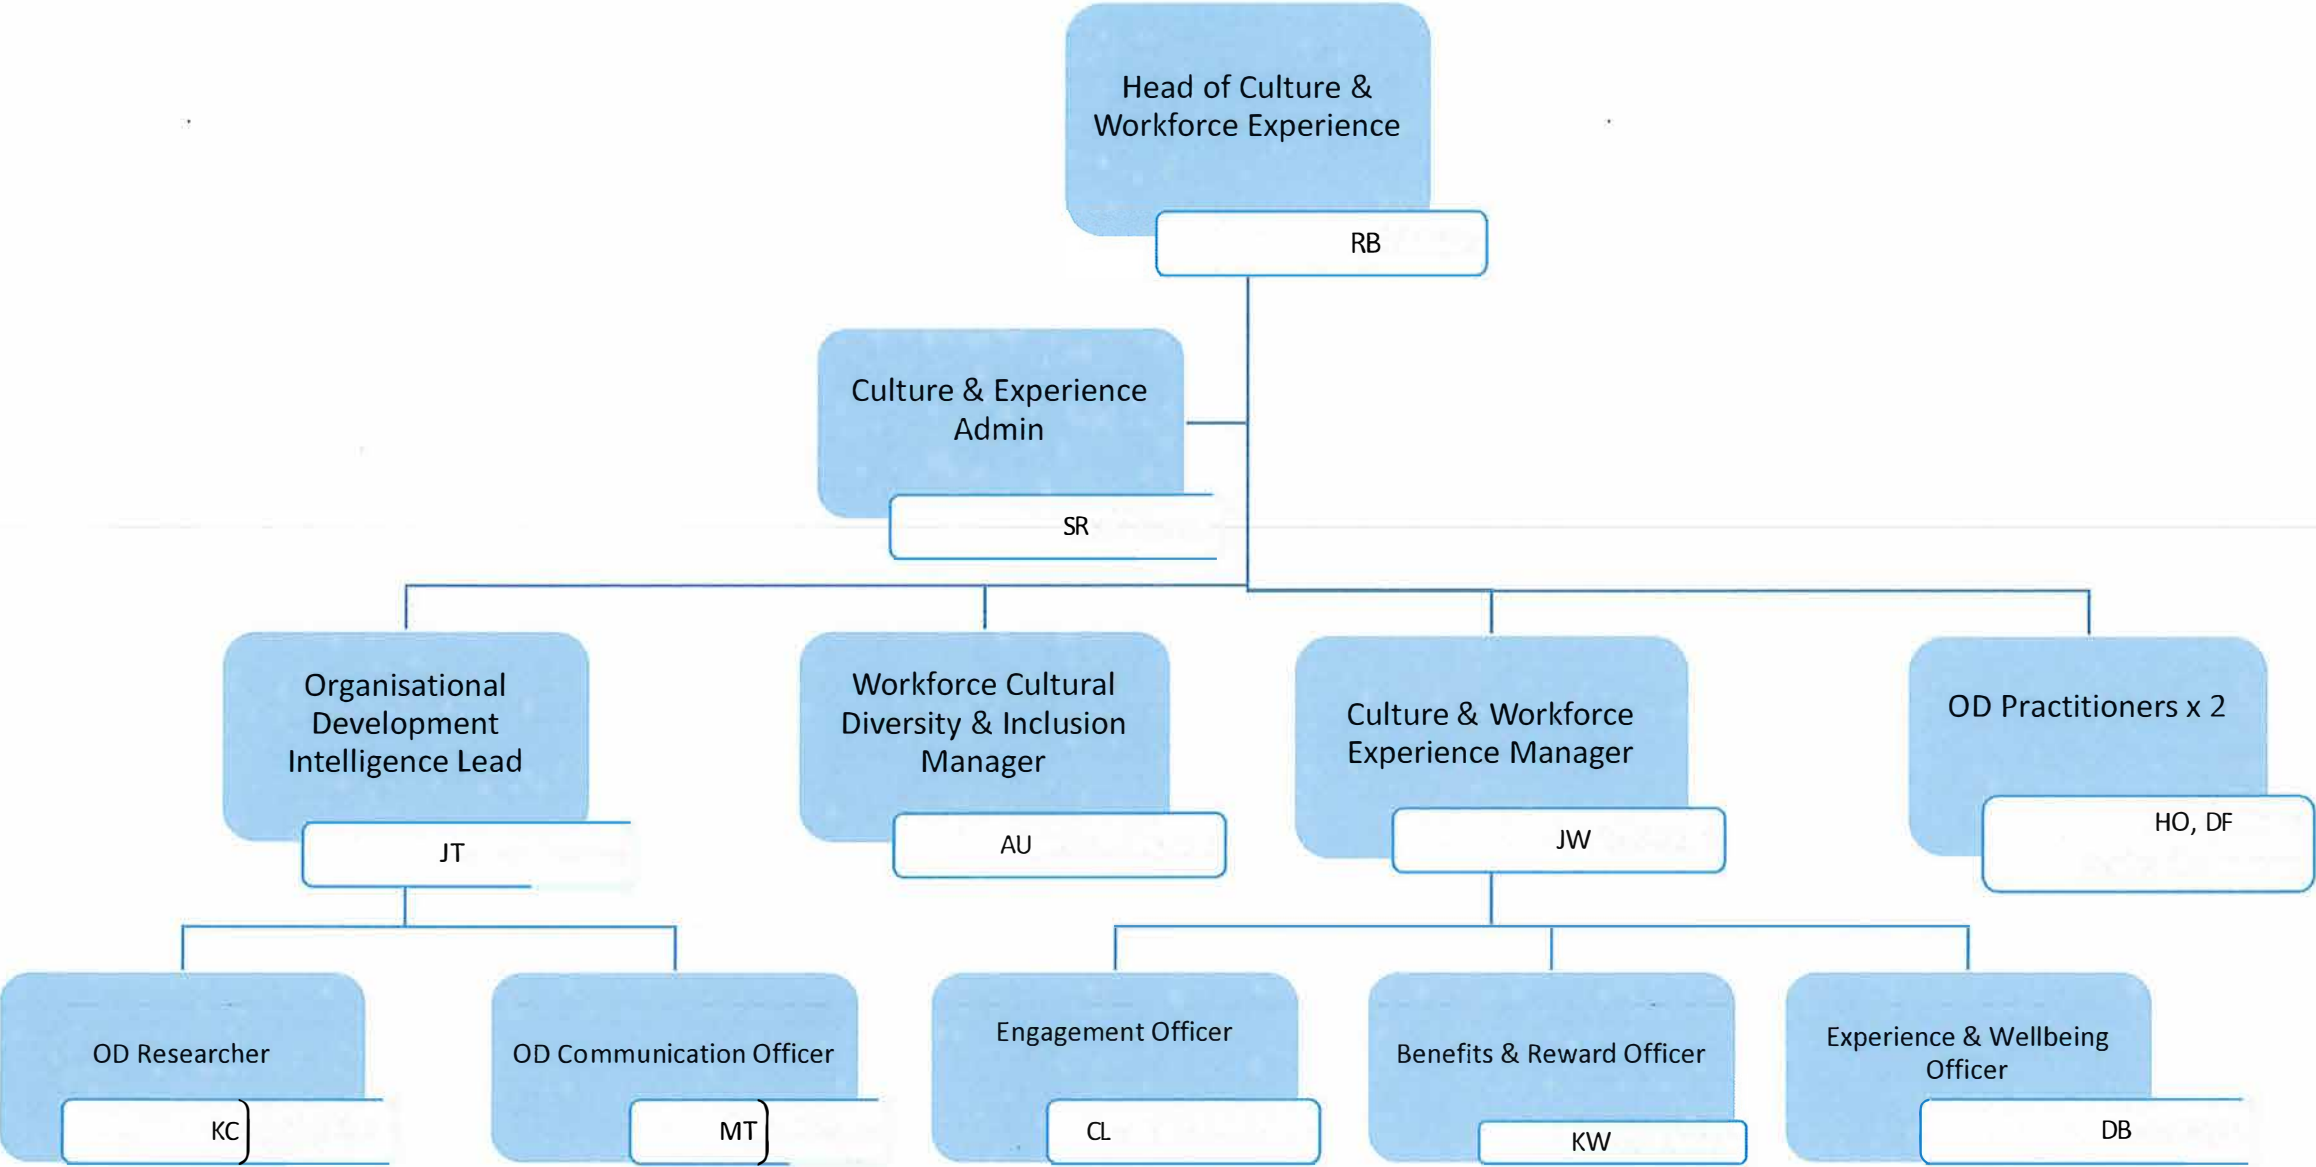 Head of Culture &
Workforce Experience
RB
Culture & Experience
Admin
SR
Organisational
Development
Intelligence Lead
JT
Workforce Cultural
Diversity & Inclusion
Manager
AU
Culture & Workforce
Experience Manager
JW
OD Practitioners x 2
HO, DF
OD Researcher
KC
OD Communication Officer
MT
Engagement Officer
CL
Benefits & Reward Officer
KW
Experience & Wellbeing
Officer
DB